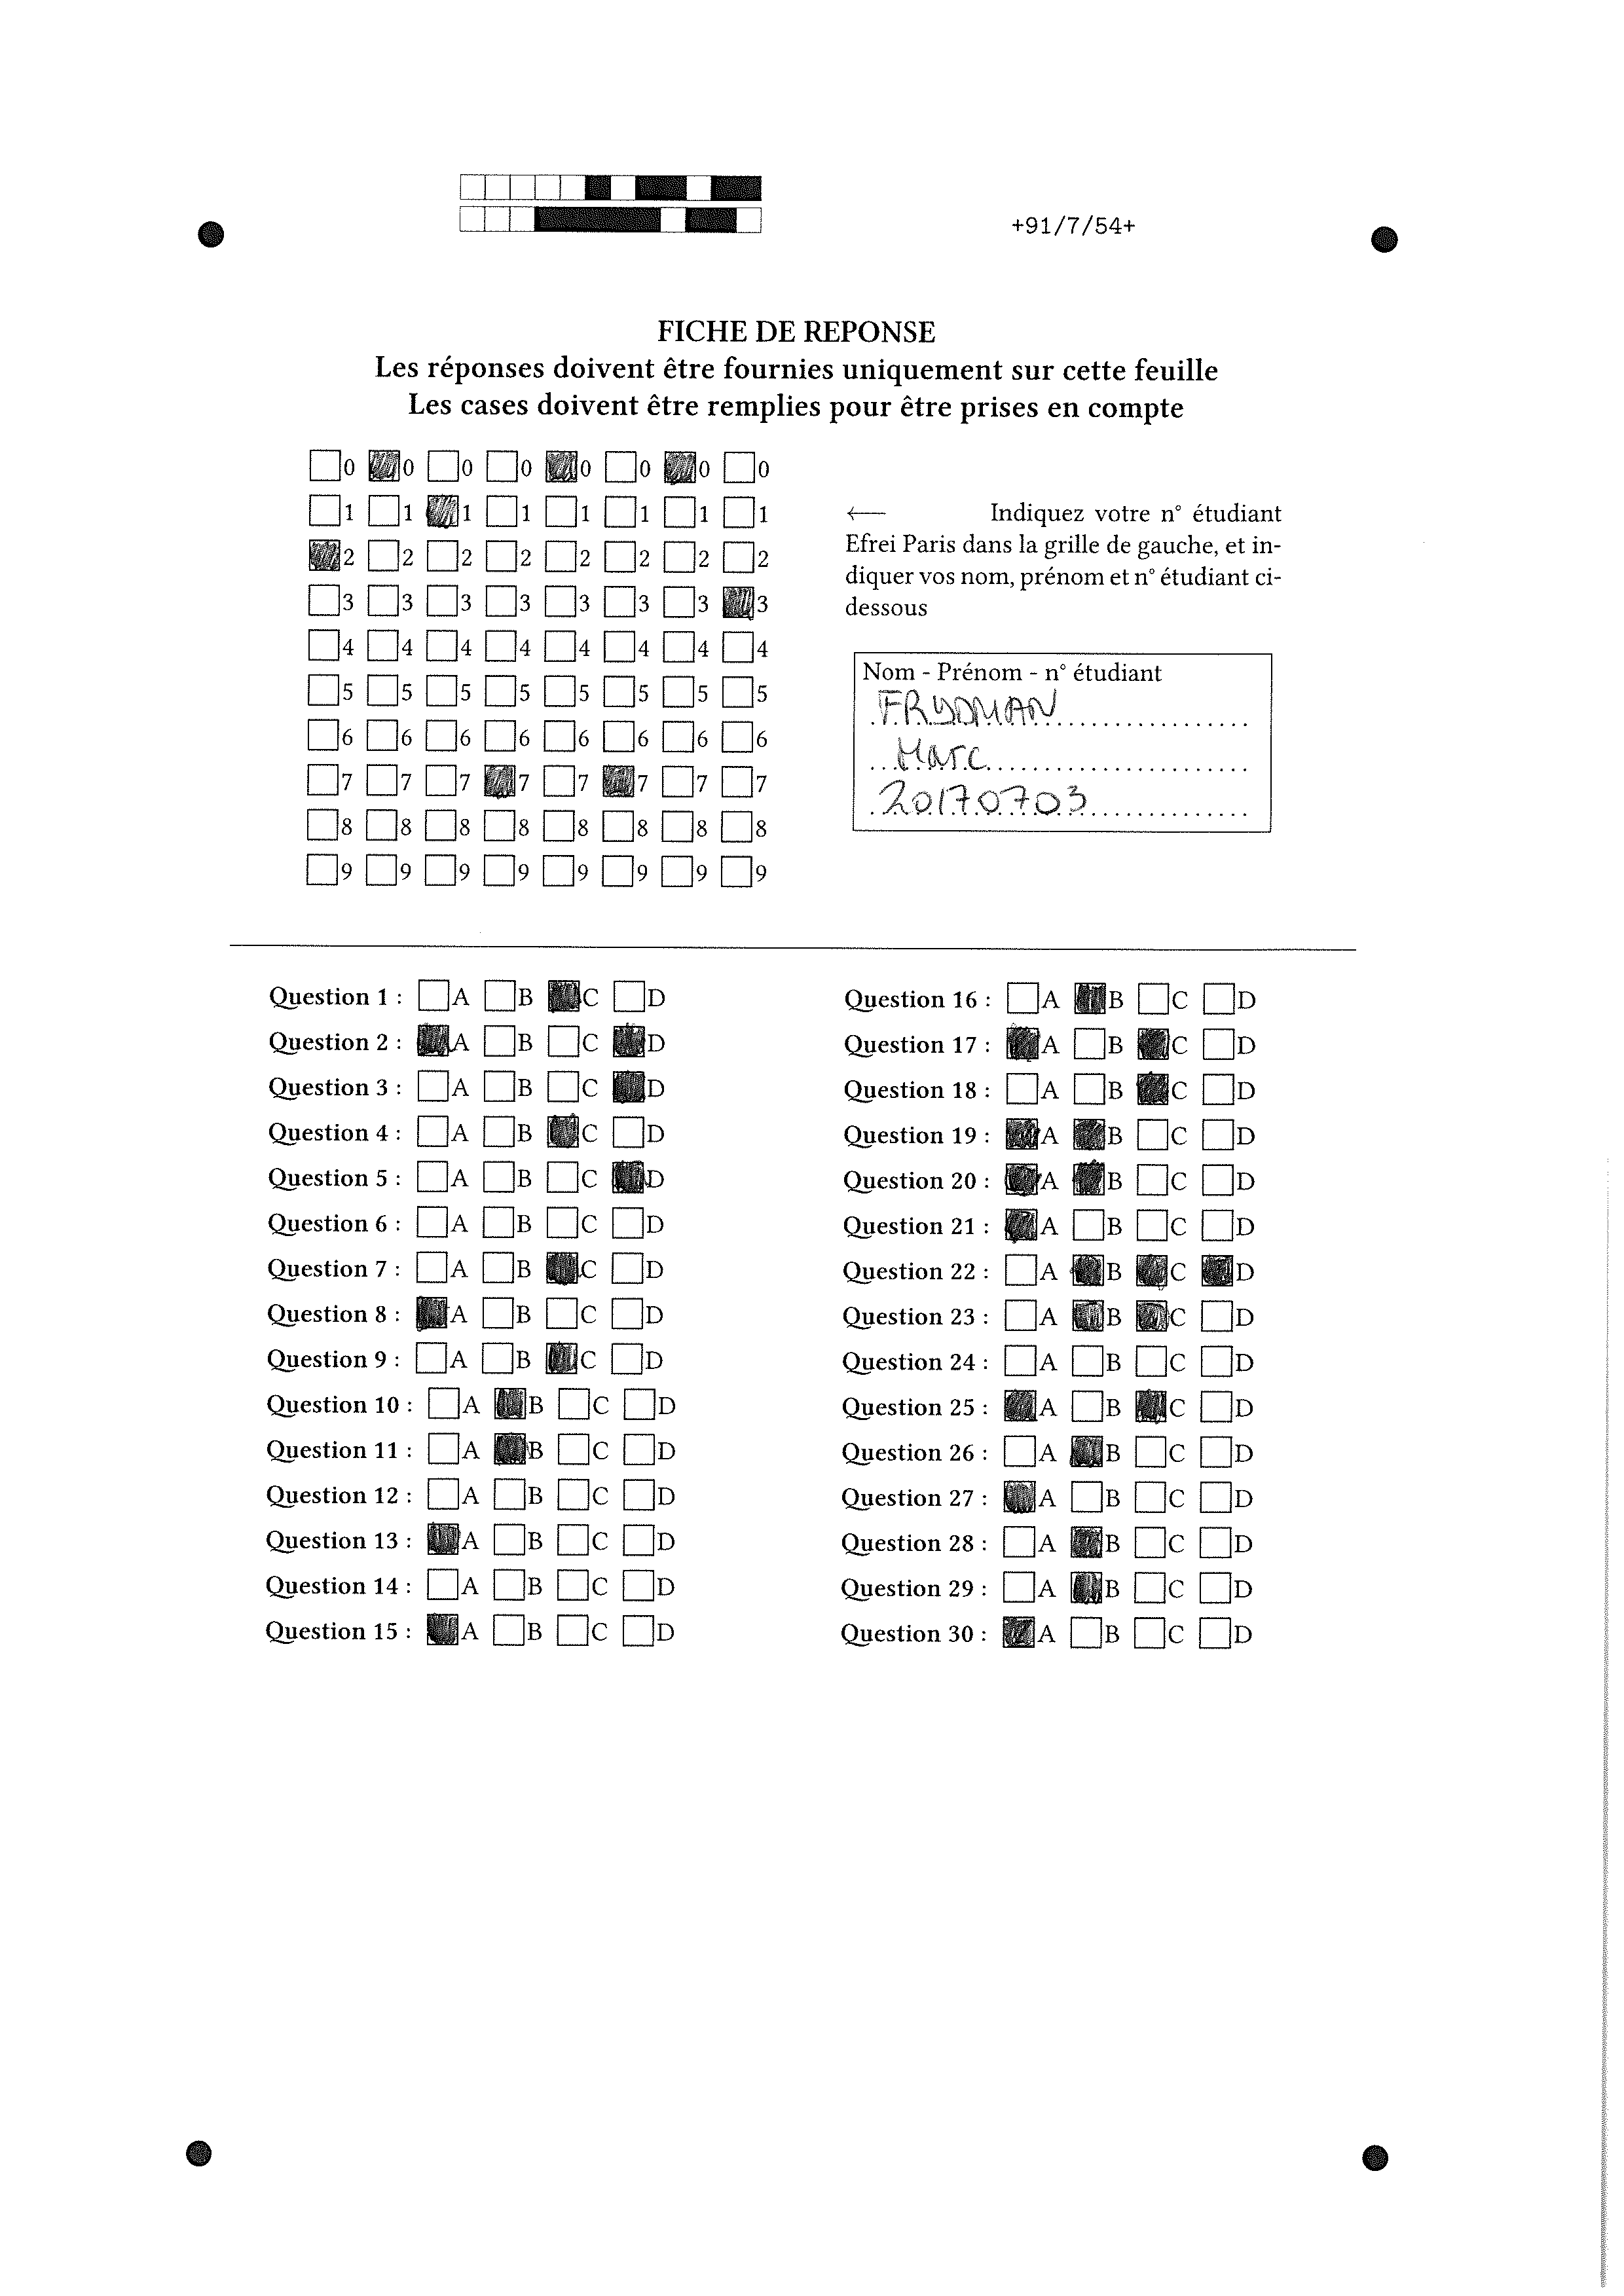 +91/7/54+
FICHE DE REPONSE
Les réponses doivent être fournies uniquement sur cette feuille
Les cases doivent être remplies pour être prises en compte
0 0 0 0 0 0 0 0
1 1 1 1 1 1 1 1
2 2 2 2 2 2 2 2
3 3 3 3 3 3 3 3
4 4 4 4 4 4 4 4
5 5 5 5 5 5 5 5
6 6 6 6 6 6 6 6
7 7 7 7 7 7 7 7
8 8 8 8 8 8 8 8
9 9 9 9 9 9 9 9
← Indiquez votre n° étudiant
Efrei Paris dans la grille de gauche, et in-
diquer vos nom, prénom et n° étudiant ci-
dessous
Nom - Prénom - n° étudiant
FRYDMAN
Marc
20170703
Question 1 : A B C D
Question 2 : A B C D
Question 3 : A B C D
Question 4 : A B C D
Question 5 : A B C D
Question 6 : A B C D
Question 7 : A B C D
Question 8 : A B C D
Question 9 : A B C D
Question 10 : A B C D
Question 11 : A B C D
Question 12 : A B C D
Question 13 : A B C D
Question 14 : A B C D
Question 15 : A B C D
Question 16 : A B C D
Question 17 : A B C D
Question 18 : A B C D
Question 19 : A B C D
Question 20 : A B C D
Question 21 : A B C D
Question 22 : A B C D
Question 23 : A B C D
Question 24 : A B C D
Question 25 : A B C D
Question 26 : A B C D
Question 27 : A B C D
Question 28 : A B C D
Question 29 : A B C D
Question 30 : A B C D